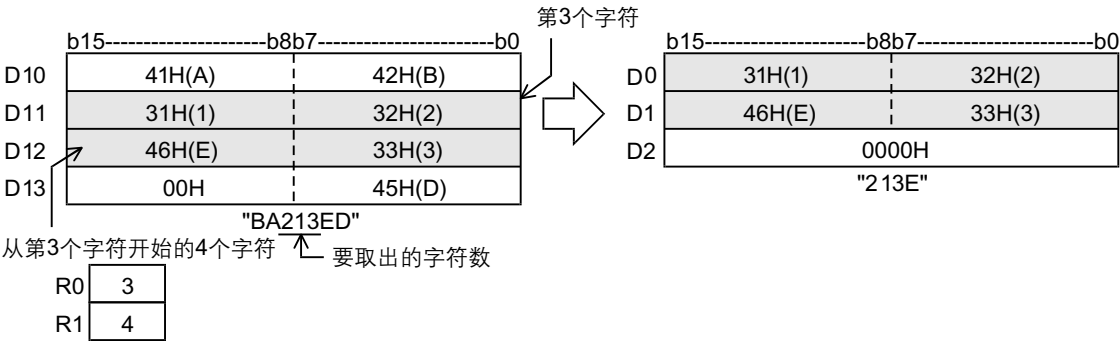 第3个字符
b15----------------------b8b7------------------------b0
b15----------------------b8b7------------------------b0
D10 41H(A) 42H(B)
D0 31H(1) 32H(2)
D11 31H(1) 32H(2)
D1 46H(E) 33H(3)
D12 46H(E) 33H(3)
D2 0000H
D13 00H 45H(D)
"213E"
"BA213ED"
从第3个字符开始的4个字符
要取出的字符数
R0 3
R1 4